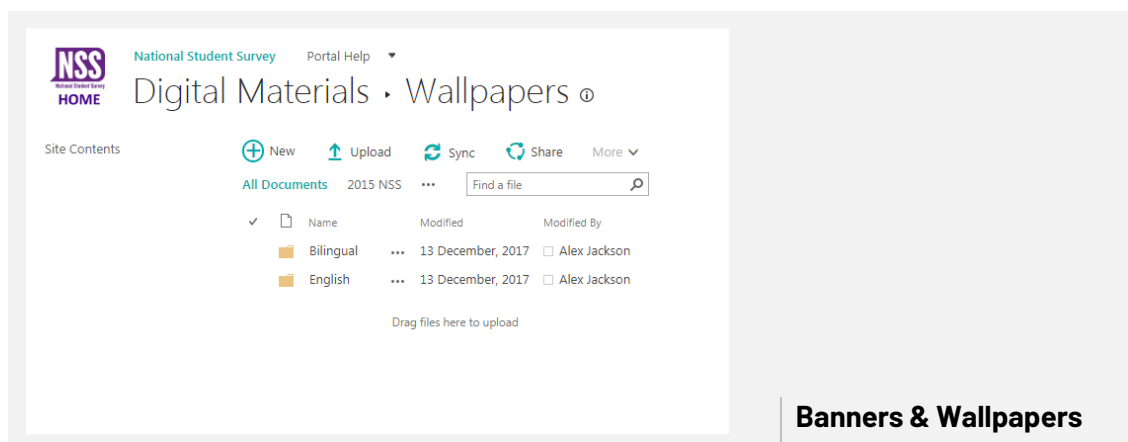 NSS
National Student Survey
HOME
National Student Survey Portal Help
Digital Materials ▸ Wallpapers
Site Contents
New Upload Sync Share More
All Documents 2015 NSS ••• Find a file
Name Modified Modified By
Bilingual ••• 13 December, 2017 Alex Jackson
English ••• 13 December, 2017 Alex Jackson
Drag files here to upload
Banners & Wallpapers